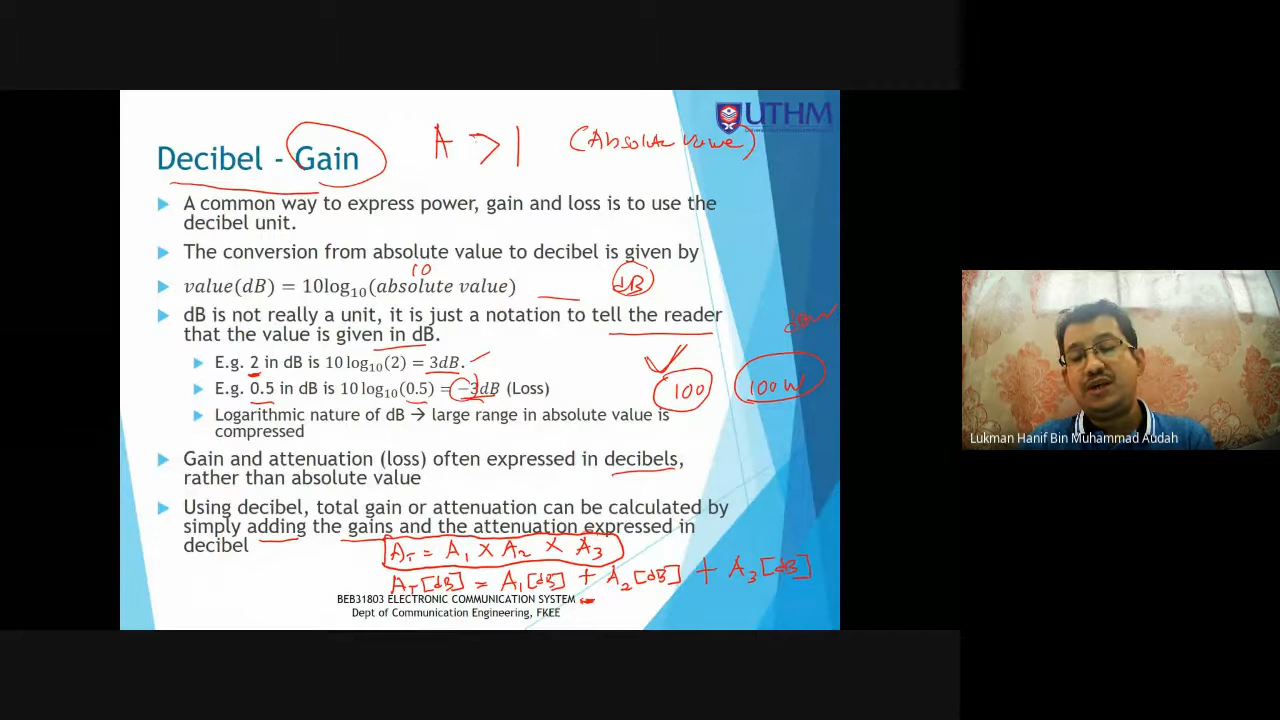 UTHM
Decibel - Gain
A > 1
(Absolute value)
A common way to express power, gain and loss is to use the
decibel unit.
The conversion from absolute value to decibel is given by
10
value(dB) = 10log₁₀(absolute value)
dB
dB is not really a unit, it is just a notation to tell the reader
that the value is given in dB.
E.g. 2 in dB is 10 log₁₀(2) = 3dB.
E.g. 0.5 in dB is 10 log₁₀(0.5) = −3dB (Loss)
100
100W
Logarithmic nature of dB → large range in absolute value is
compressed
Gain and attenuation (loss) often expressed in decibels,
rather than absolute value
Using decibel, total gain or attenuation can be calculated by
simply adding the gains and the attenuation expressed in
decibel
A_T = A₁ × A₂ × A₃
A_T[dB] = A₁[dB] + A₂[dB] + A₃[dB]
BEB31803 ELECTRONIC COMMUNICATION SYSTEM
Dept of Communication Engineering, FKEE
Lukman Hanif Bin Muhammad Audah